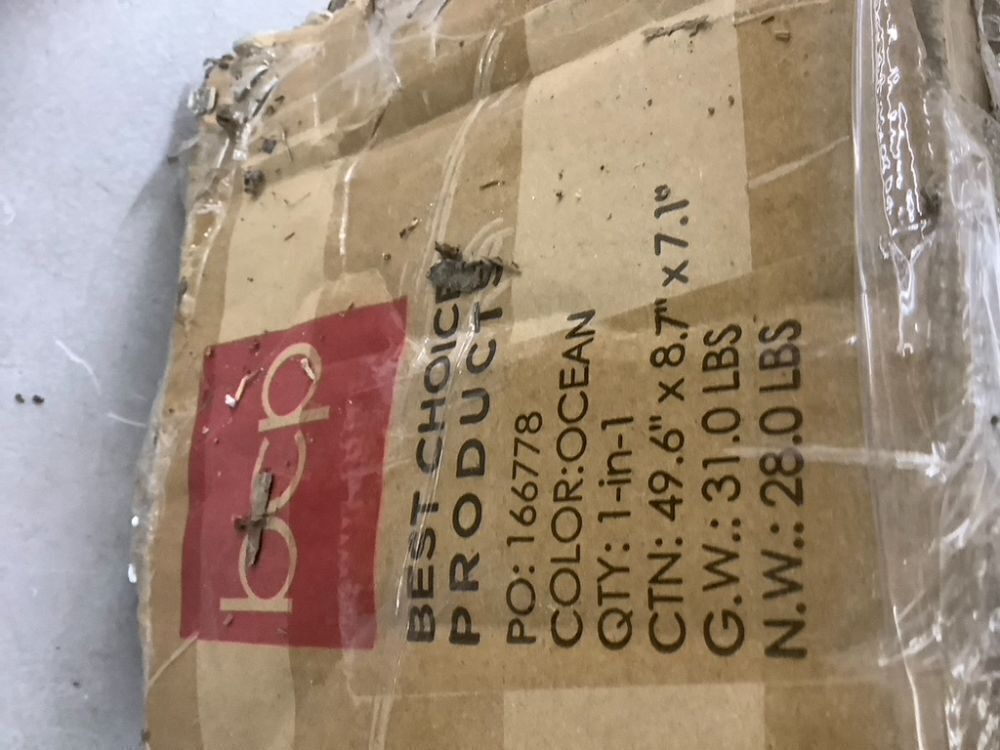 bcp
BEST CHOICE
PRODUCTS
PO: 166778
COLOR:OCEAN
QTY: 1-in-1
CTN: 49.6" x 8.7" x 7.1"
G.W.: 31.0 LBS
N.W.: 28.0 LBS